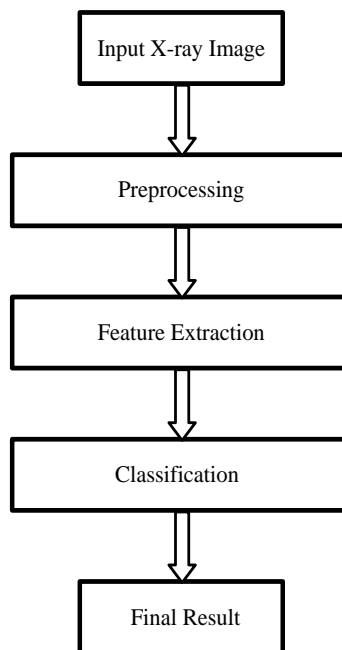 Input X-ray Image
Preprocessing
Feature Extraction
Classification
Final Result